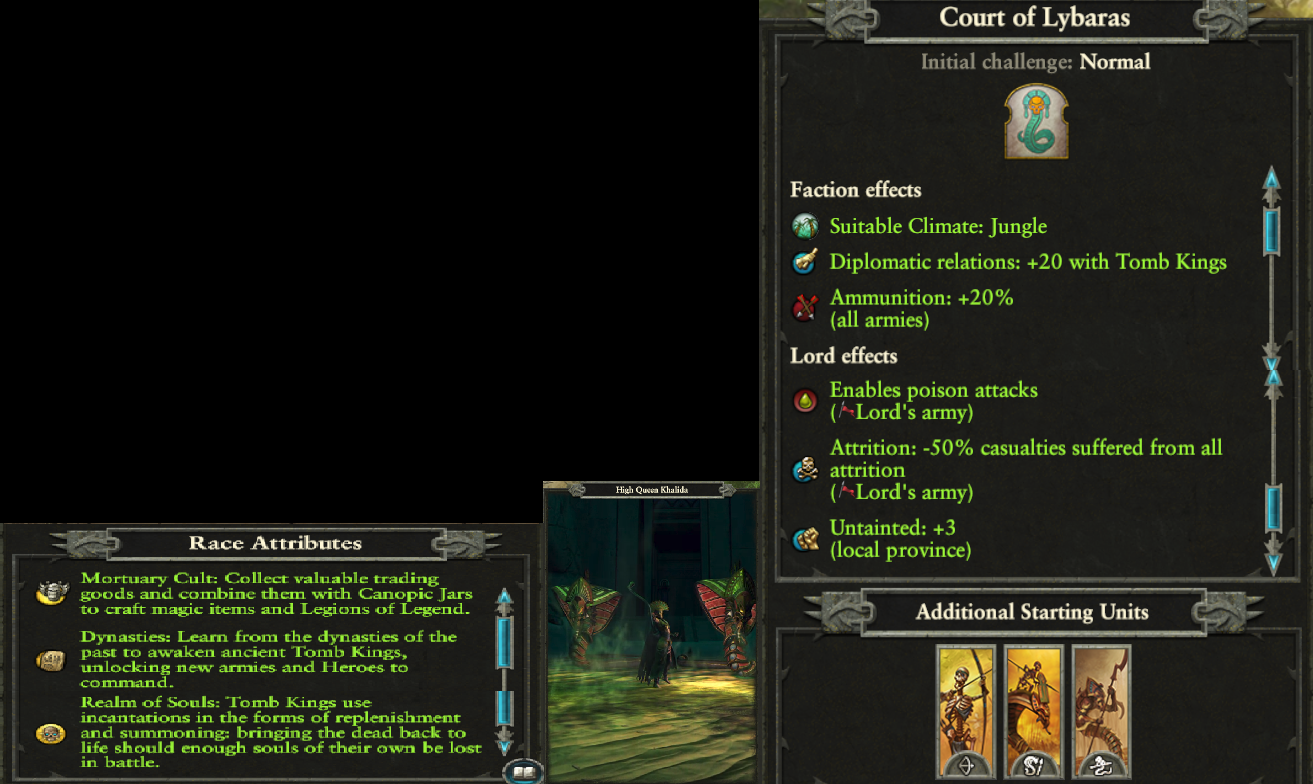 Court of Lybaras
Initial challenge: Normal
Faction effects
Suitable Climate: Jungle
Diplomatic relations: +20 with Tomb Kings
Ammunition: +20%
(all armies)
Lord effects
Enables poison attacks
(Lord's army)
Attrition: -50% casualties suffered from all
attrition
(Lord's army)
Untainted: +3
(local province)
Additional Starting Units
High Queen Khalida
Race Attributes
Mortuary Cult: Collect valuable trading
goods and combine them with Canopic Jars
to craft magic items and Legions of Legend.
Dynasties: Learn from the dynasties of the
past to awaken ancient Tomb Kings,
unlocking new armies and Heroes to
command.
Realm of Souls: Tomb Kings use
incantations in the forms of replenishment
and summoning: bringing the dead back to
life should enough souls of their own be lost
in battle.